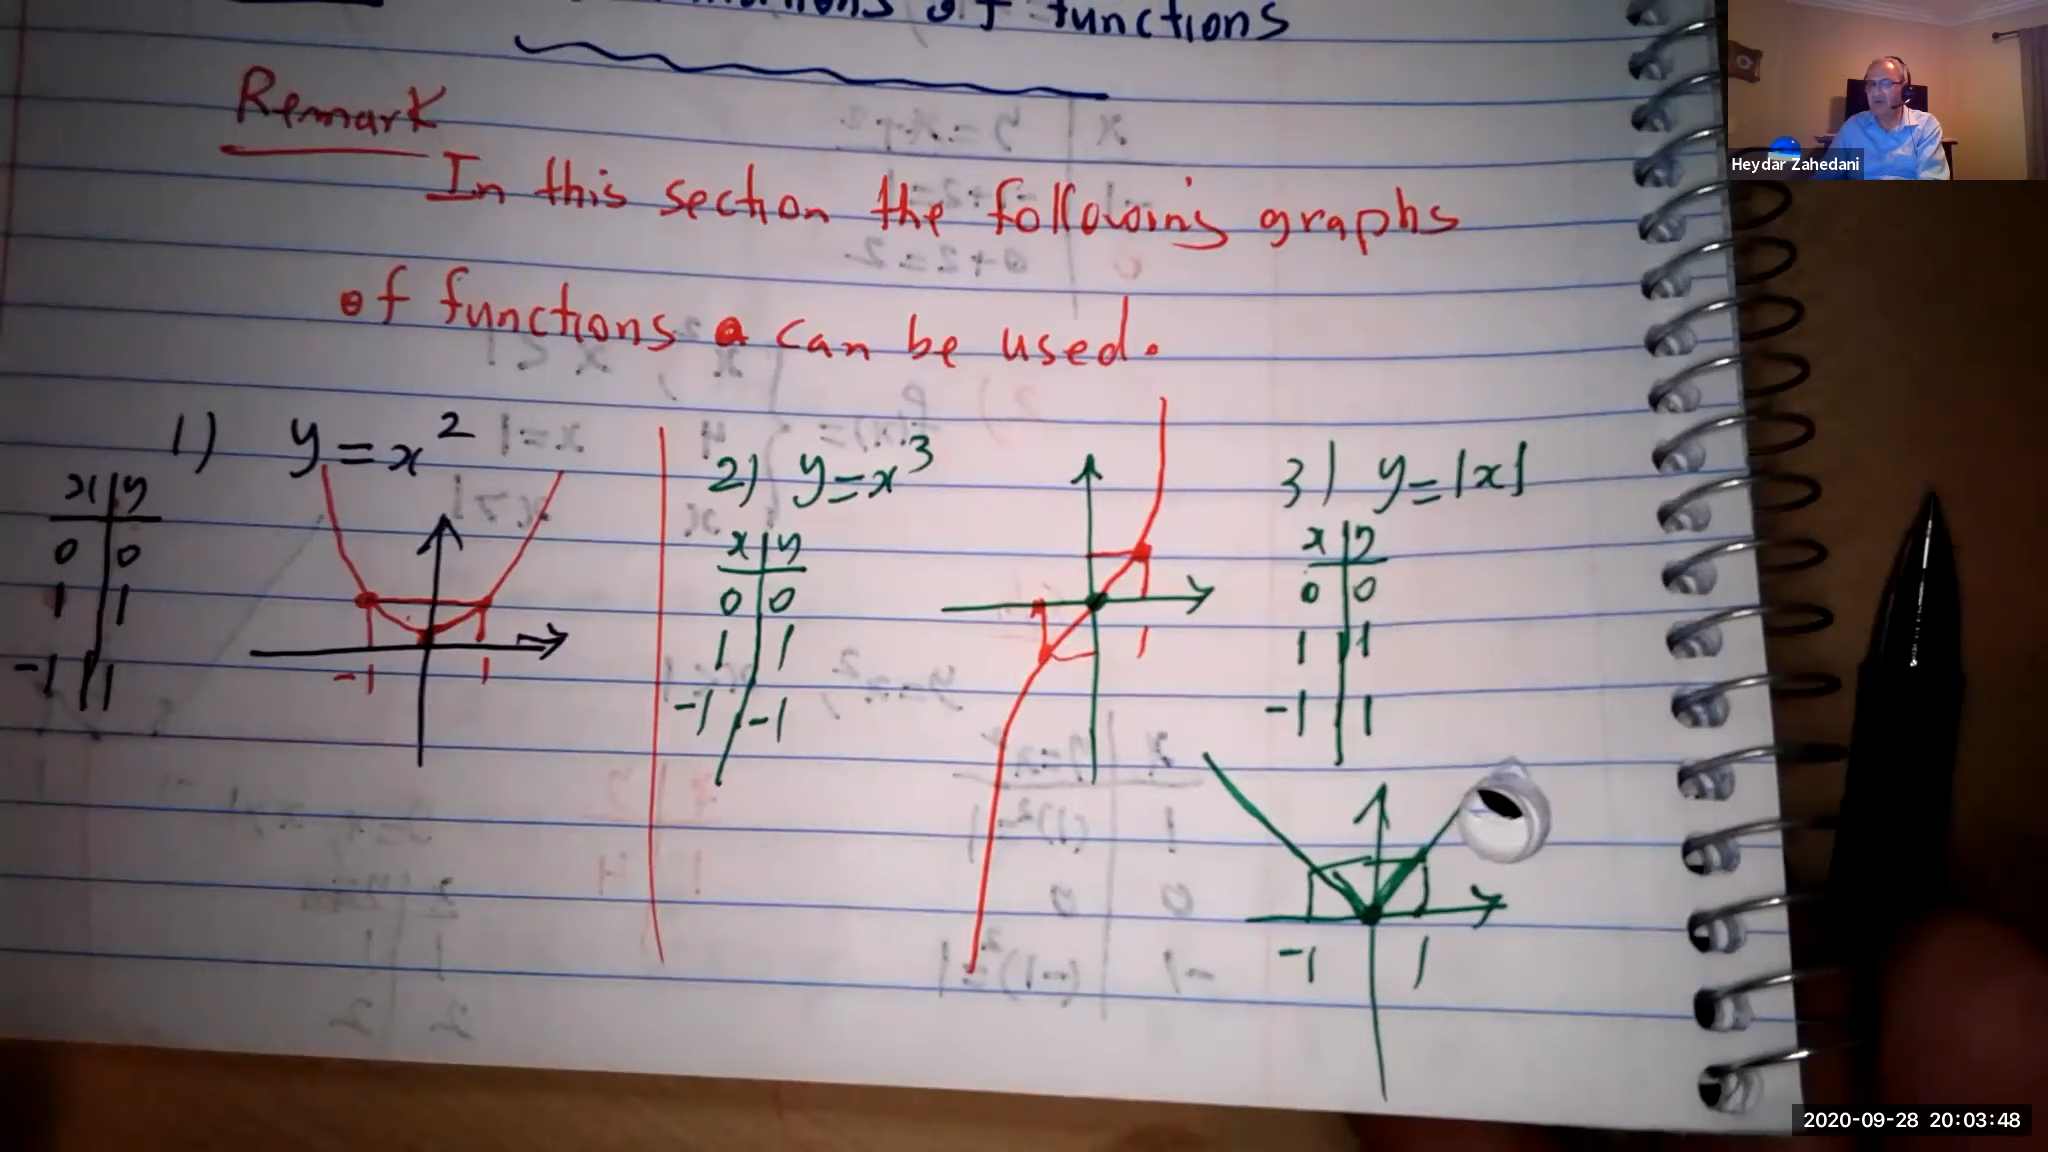 of functions
Remark
In this section the following graphs
of functions can be used.
1) y = x²
x | y
0 | 0
1 | 1
-1 | 1
-1 1
2) y = x³
x | y
0 | 0
1 | 1
-1 | -1
1
3) y = |x|
x | y
0 | 0
1 | 1
-1 | 1
-1 1
Heydar Zahedani
2020-09-28 20:03:48